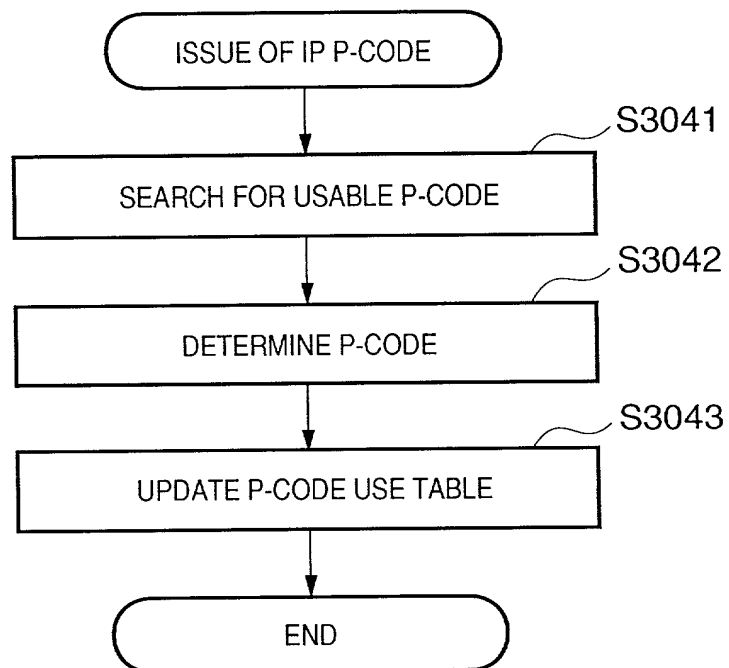 ISSUE OF IP P-CODE
S3041
SEARCH FOR USABLE P-CODE
S3042
DETERMINE P-CODE
S3043
UPDATE P-CODE USE TABLE
END